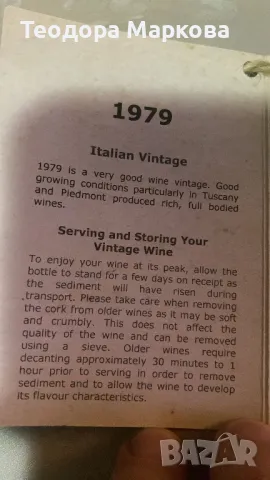 Теодора Маркова
1979
Italian Vintage
1979 is a very good wine vintage. Good
growing conditions particularly in Tuscany
and Piedmont produced rich, full bodied
wines.
Serving and Storing Your
Vintage Wine
To enjoy your wine at its peak, allow the
bottle to stand for a few days on receipt as
the sediment will have risen during
transport. Please take care when removing
the cork from older wines as it may be soft
and crumbly. This does not affect the
quality of the wine and can be removed
using a sieve. Older wines require
decanting approximately 30 minutes to 1
hour prior to serving in order to remove
sediment and to allow the wine to develop
its flavour characteristics.
bazar